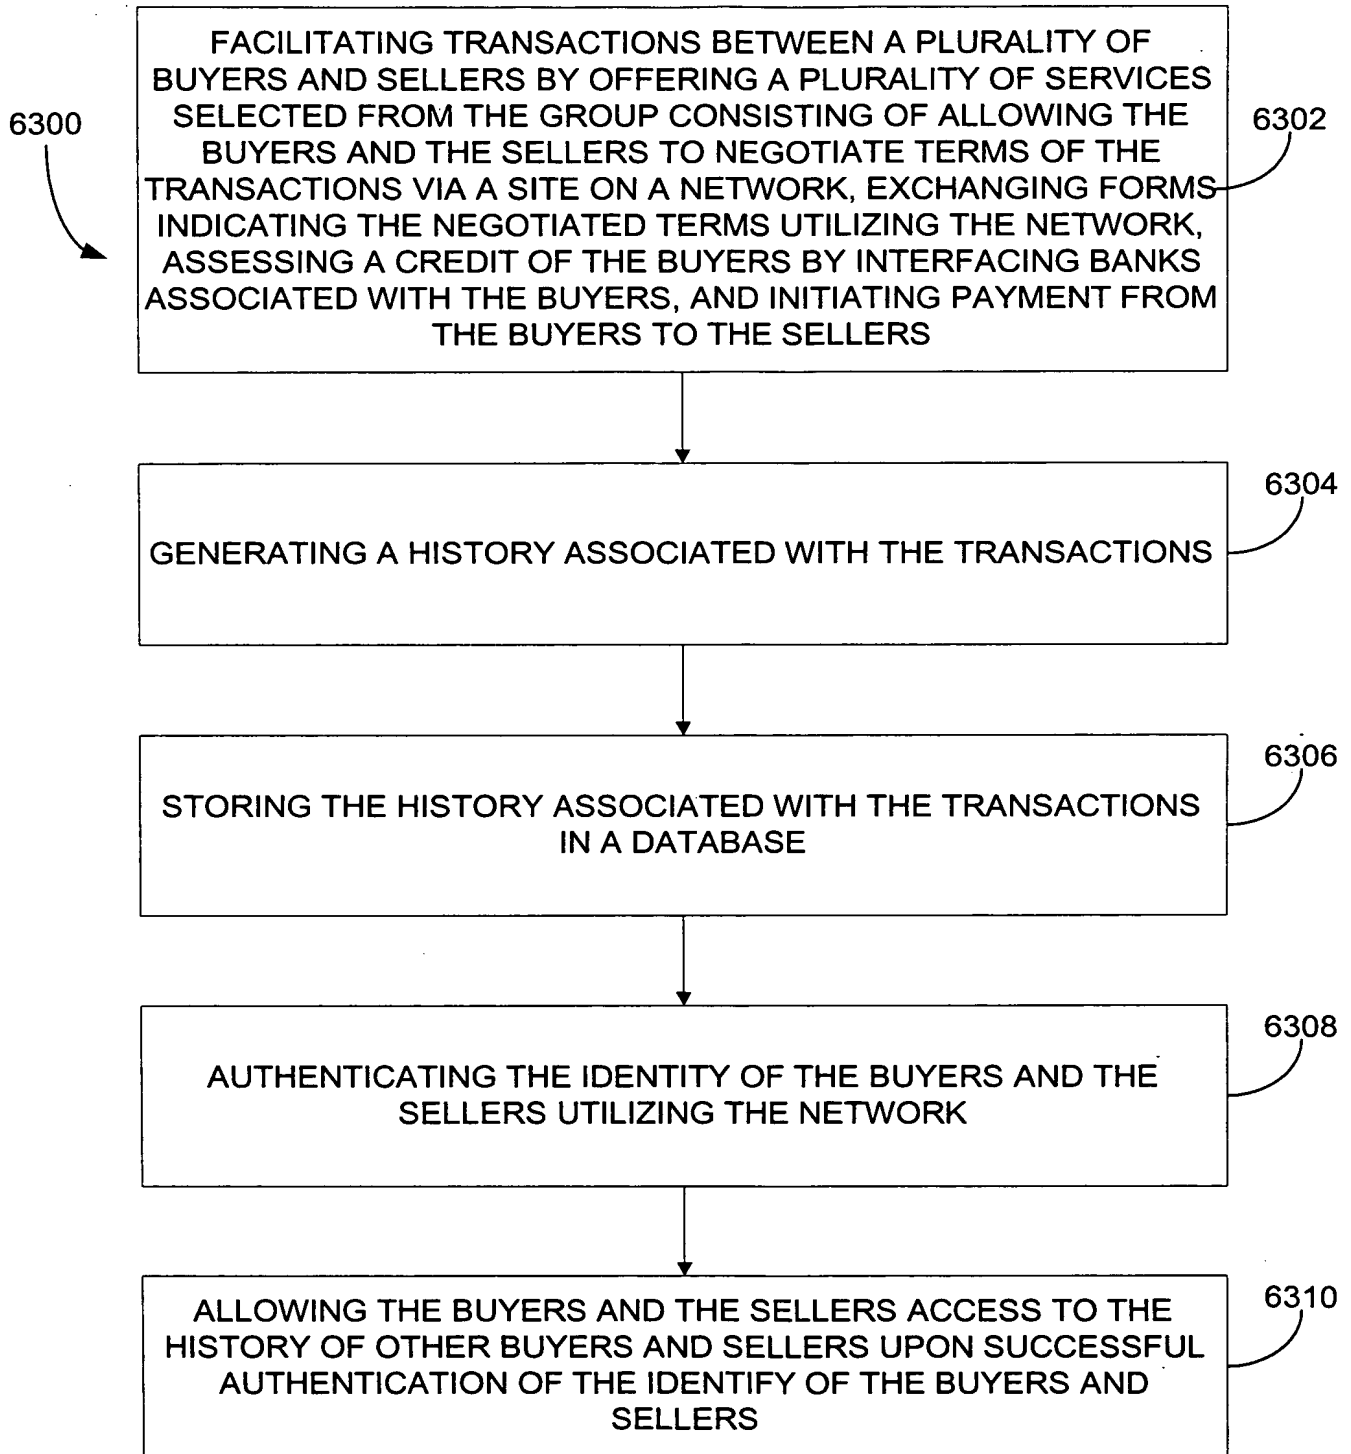 FACILITATING TRANSACTIONS BETWEEN A PLURALITY OF
BUYERS AND SELLERS BY OFFERING A PLURALITY OF SERVICES
SELECTED FROM THE GROUP CONSISTING OF ALLOWING THE
BUYERS AND THE SELLERS TO NEGOTIATE TERMS OF THE
TRANSACTIONS VIA A SITE ON A NETWORK, EXCHANGING FORMS
INDICATING THE NEGOTIATED TERMS UTILIZING THE NETWORK,
ASSESSING A CREDIT OF THE BUYERS BY INTERFACING BANKS
ASSOCIATED WITH THE BUYERS, AND INITIATING PAYMENT FROM
THE BUYERS TO THE SELLERS
6300
6302
GENERATING A HISTORY ASSOCIATED WITH THE TRANSACTIONS
6304
STORING THE HISTORY ASSOCIATED WITH THE TRANSACTIONS
IN A DATABASE
6306
AUTHENTICATING THE IDENTITY OF THE BUYERS AND THE
SELLERS UTILIZING THE NETWORK
6308
ALLOWING THE BUYERS AND THE SELLERS ACCESS TO THE
HISTORY OF OTHER BUYERS AND SELLERS UPON SUCCESSFUL
AUTHENTICATION OF THE IDENTIFY OF THE BUYERS AND
SELLERS
6310